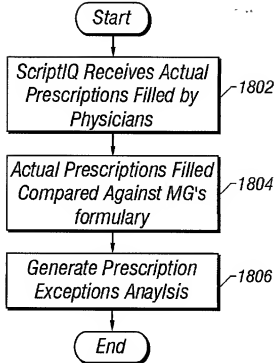 Start
ScriptIQ Receives Actual
Prescriptions Filled by
Physicians
1802
Actual Prescriptions Filled
Compared Against MG's
formulary
1804
Generate Prescription
Exceptions Anaylsis
1806
End